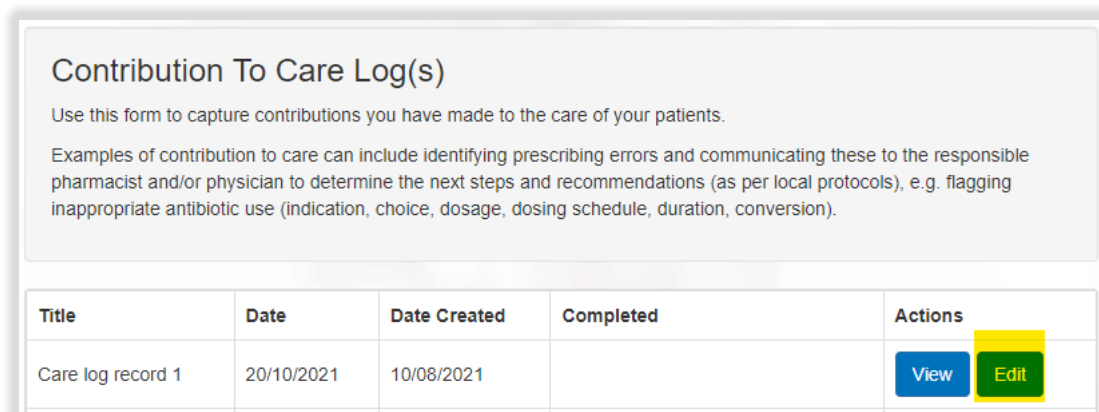 Contribution To Care Log(s)
Use this form to capture contributions you have made to the care of your patients.
Examples of contribution to care can include identifying prescribing errors and communicating these to the responsible
pharmacist and/or physician to determine the next steps and recommendations (as per local protocols), e.g. flagging
inappropriate antibiotic use (indication, choice, dosage, dosing schedule, duration, conversion).
Title Date Date Created Completed Actions
Care log record 1 20/10/2021 10/08/2021 View Edit